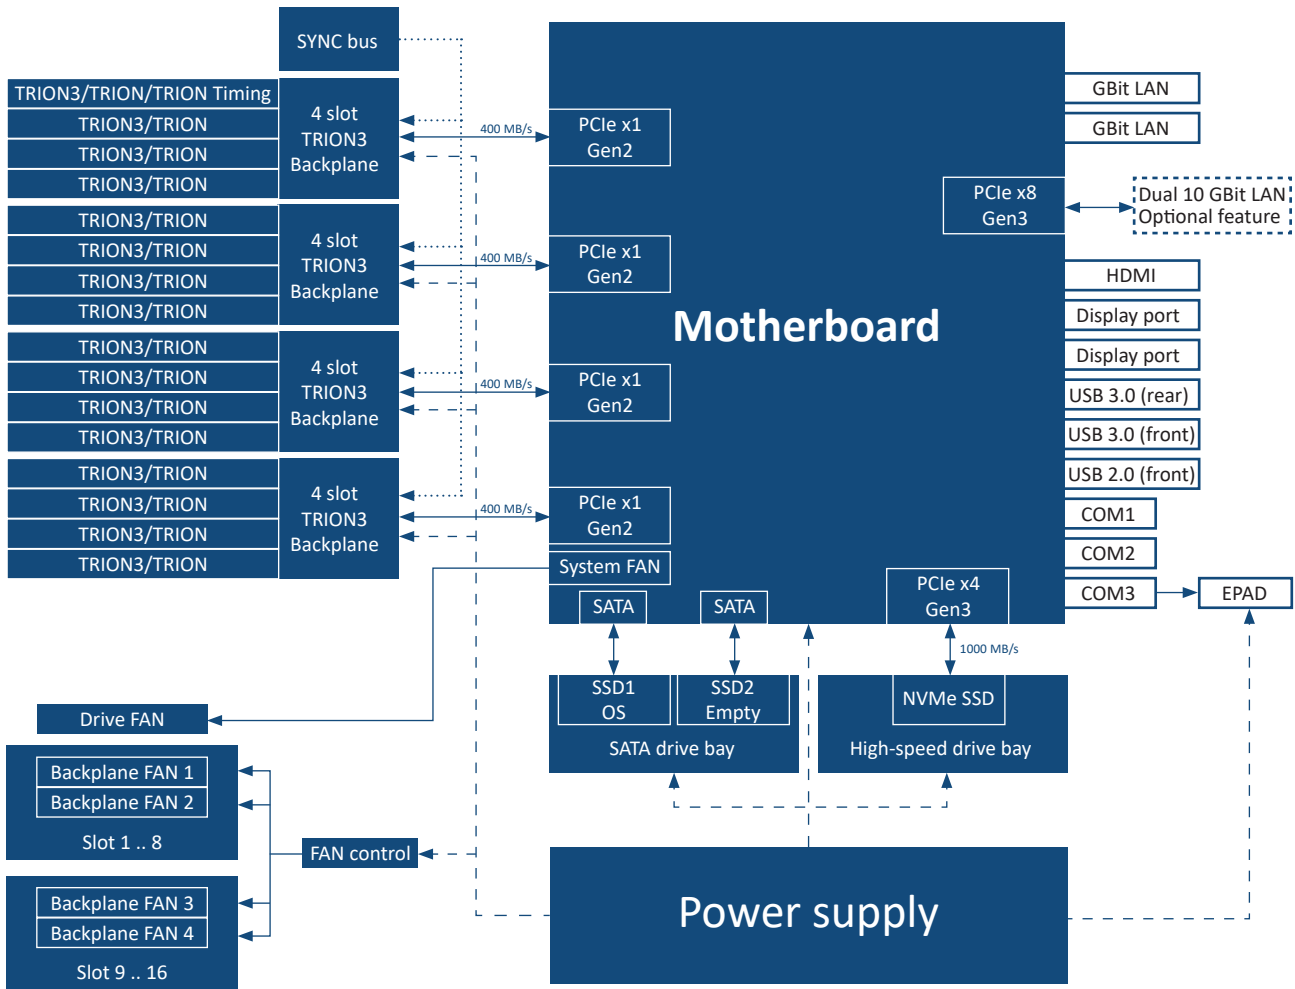 SYNC bus
TRION3/TRION/TRION Timing
TRION3/TRION
TRION3/TRION
TRION3/TRION
4 slot
TRION3
Backplane
400 MB/s
PCIe x1
Gen2
TRION3/TRION
TRION3/TRION
TRION3/TRION
TRION3/TRION
4 slot
TRION3
Backplane
400 MB/s
PCIe x1
Gen2
TRION3/TRION
TRION3/TRION
TRION3/TRION
TRION3/TRION
4 slot
TRION3
Backplane
400 MB/s
PCIe x1
Gen2
TRION3/TRION
TRION3/TRION
TRION3/TRION
TRION3/TRION
4 slot
TRION3
Backplane
400 MB/s
PCIe x1
Gen2
System FAN
Motherboard
GBit LAN
GBit LAN
PCIe x8
Gen3
Dual 10 GBit LAN
Optional feature
HDMI
Display port
Display port
USB 3.0 (rear)
USB 3.0 (front)
USB 2.0 (front)
COM1
COM2
COM3
EPAD
SATA
SATA
PCIe x4
Gen3
1000 MB/s
SSD1
OS
SSD2
Empty
SATA drive bay
NVMe SSD
High-speed drive bay
Drive FAN
Backplane FAN 1
Backplane FAN 2
Slot 1 .. 8
FAN control
Backplane FAN 3
Backplane FAN 4
Slot 9 .. 16
Power supply